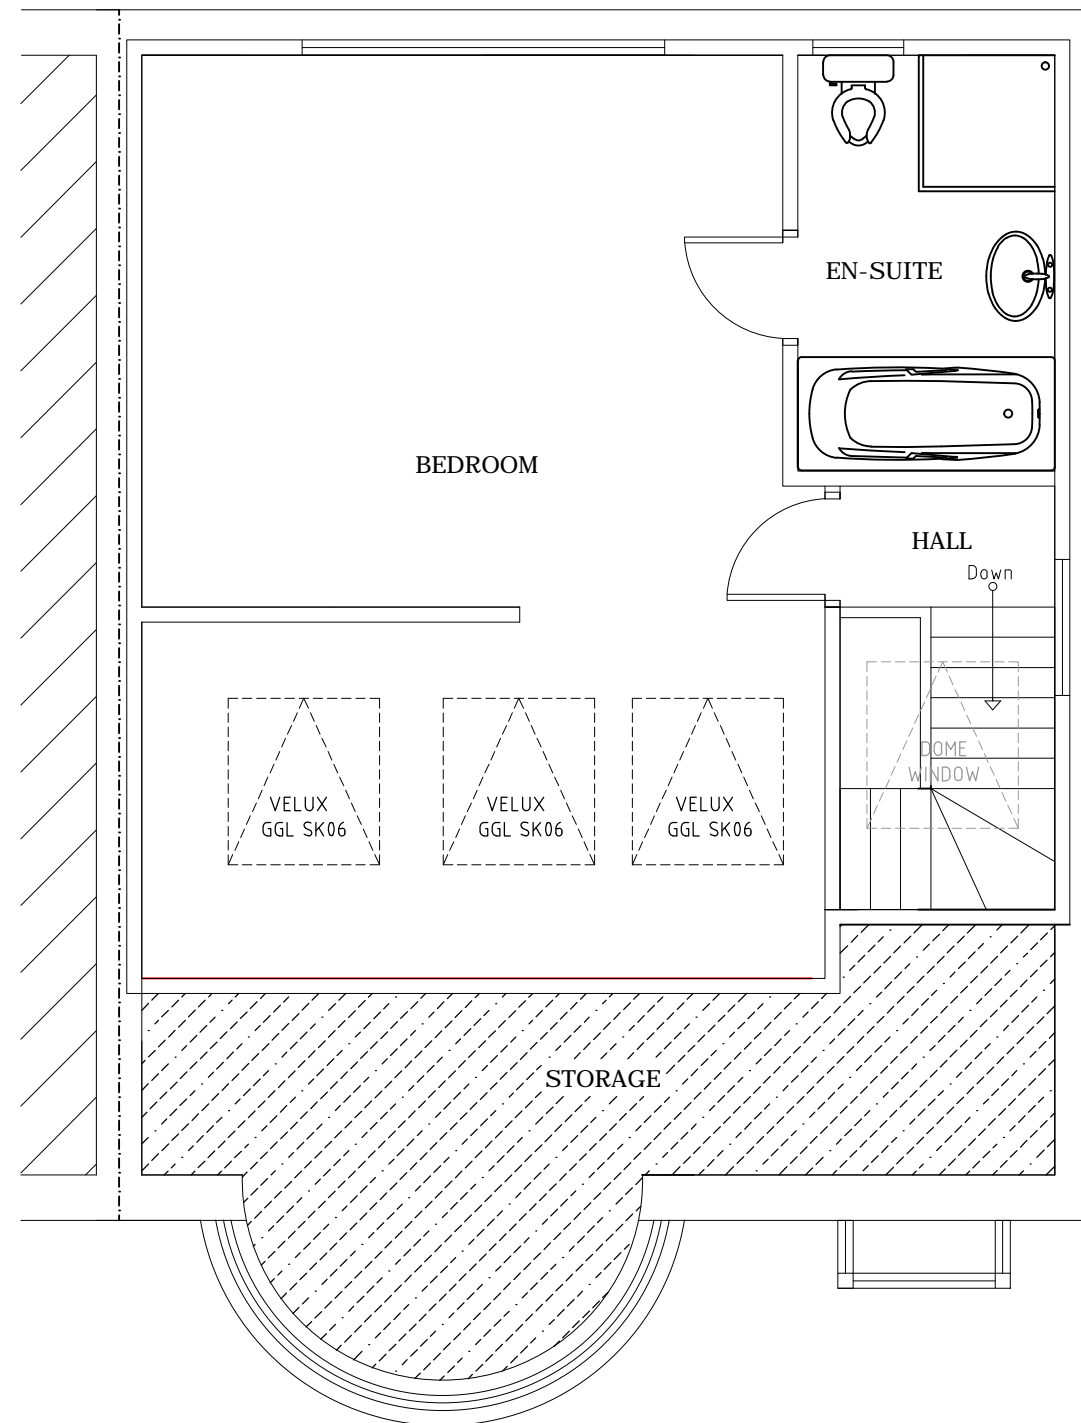 EN-SUITE
BEDROOM
HALL
Down
DOME
WINDOW
VELUX
GGL SK06
VELUX
GGL SK06
VELUX
GGL SK06
STORAGE